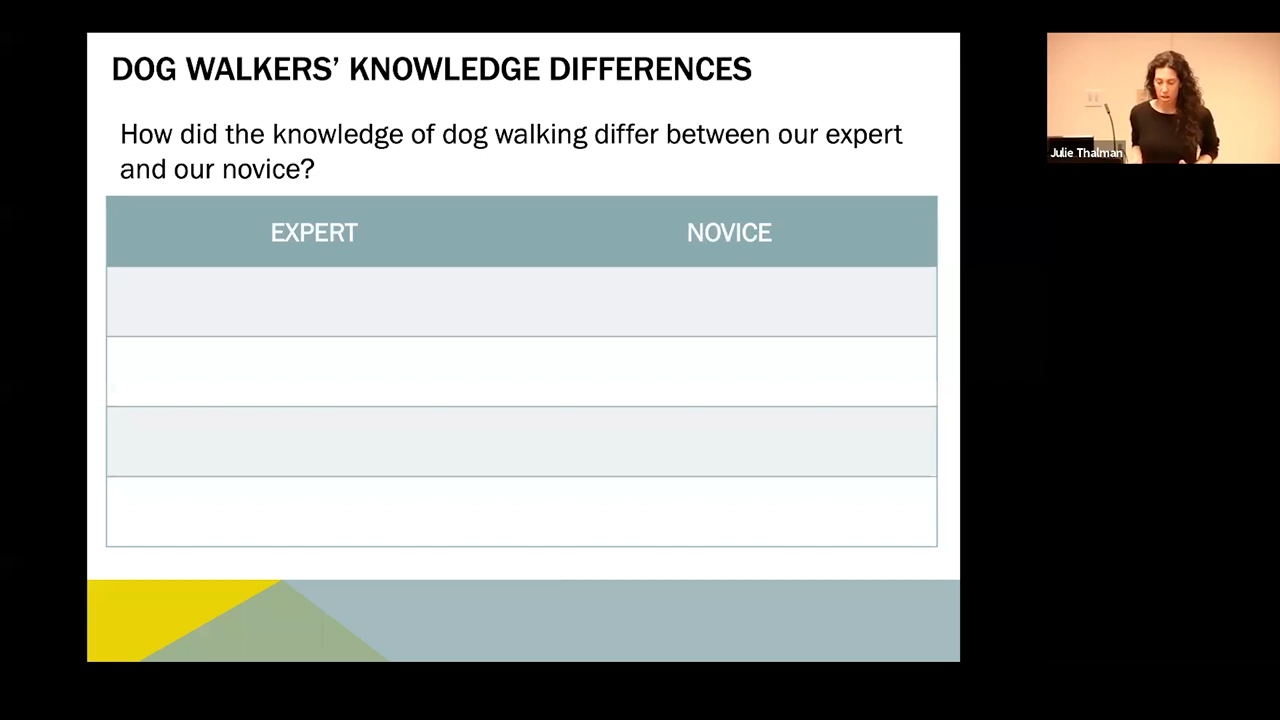 DOG WALKERS’ KNOWLEDGE DIFFERENCES
How did the knowledge of dog walking differ between our expert
and our novice?
EXPERT NOVICE
Julie Thalman